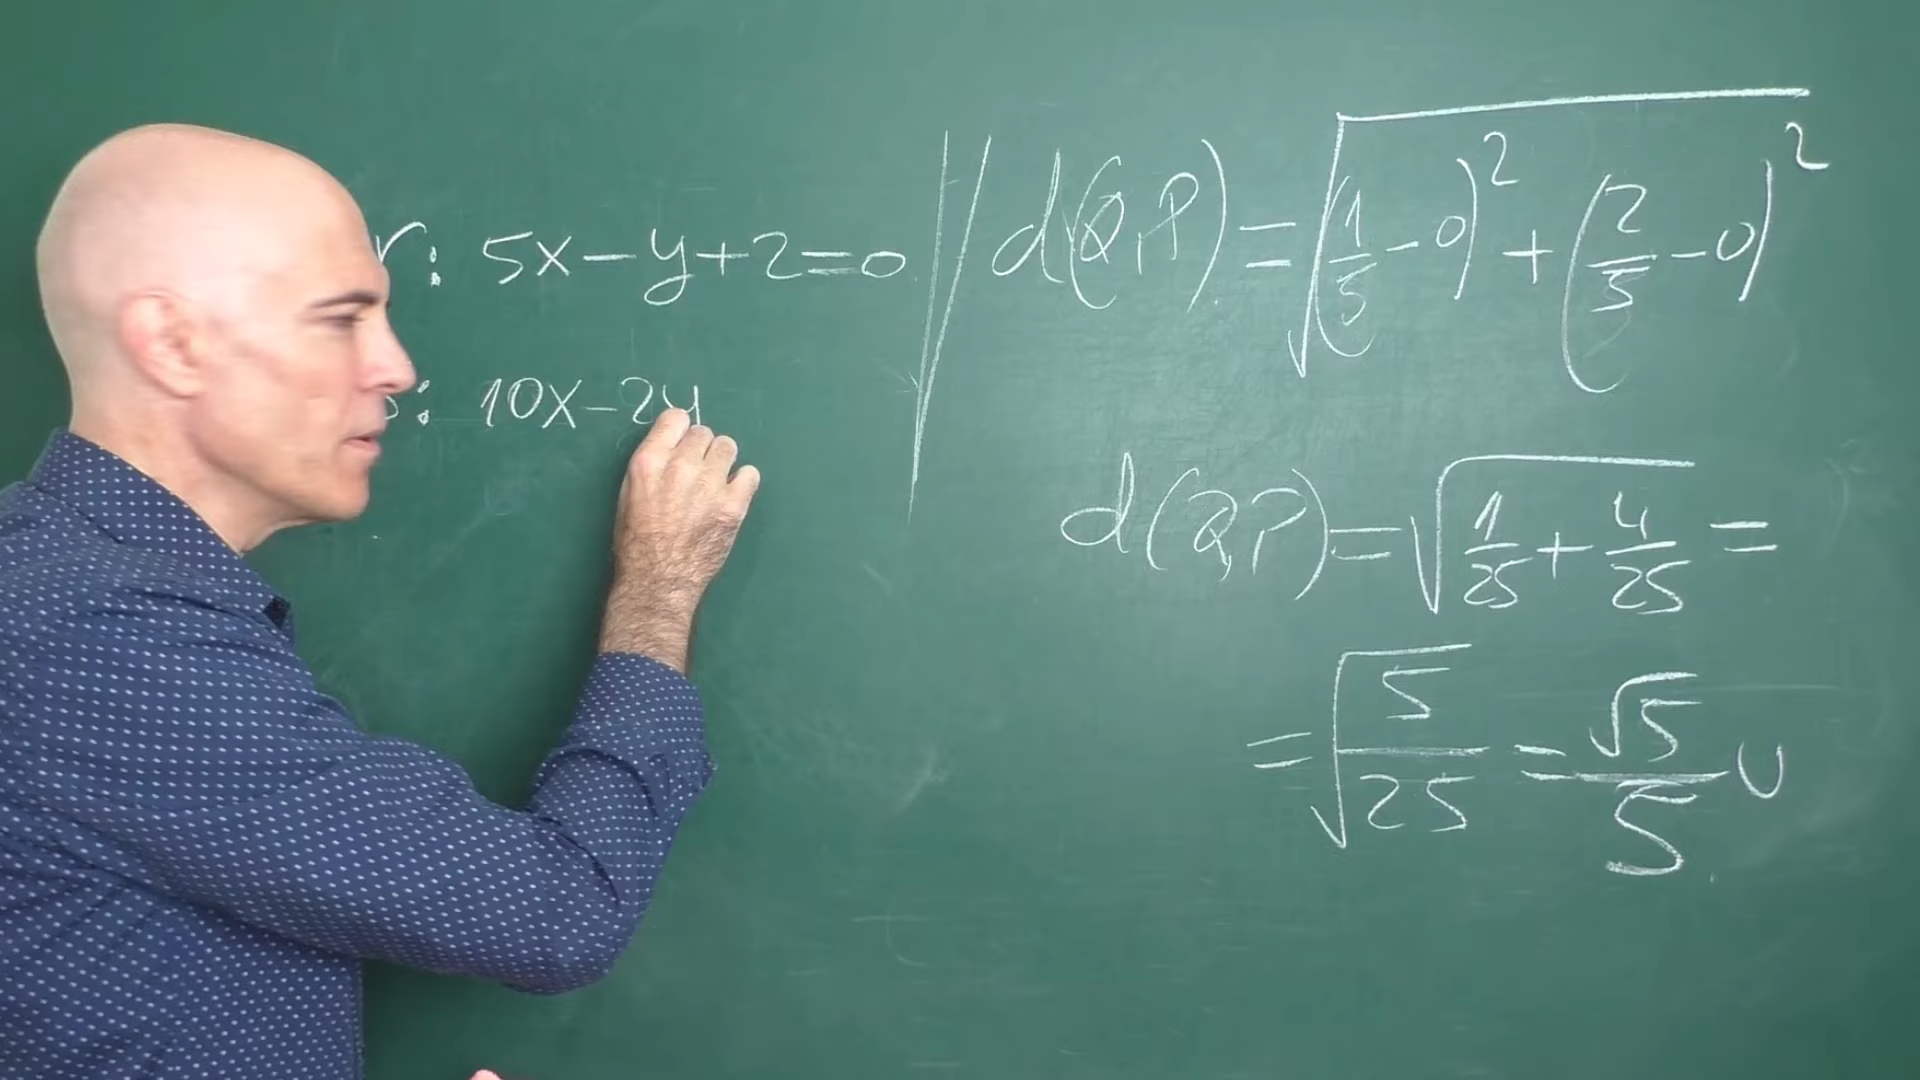 r: 5x-y+2=0
s: 10x-2y
d(Q,P)=√(1/5-0)²+(2/5-0)²
d(Q,P)=√1/25+4/25=
=√5/25=√5/5 u